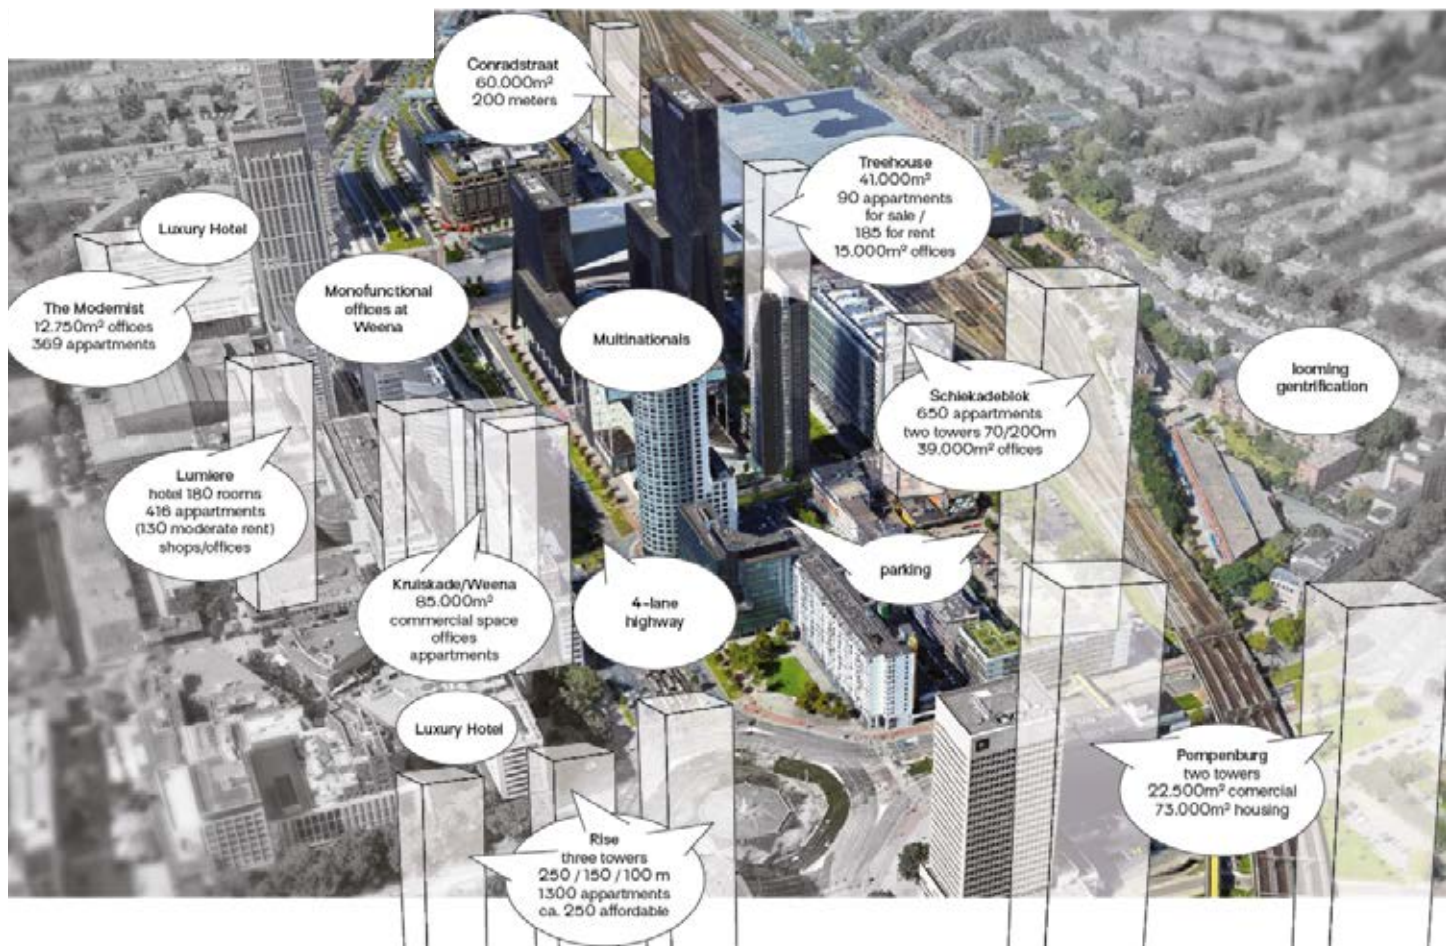 Conradstraat
60.000m²
200 meters
Treehouse
41.000m²
90 appartments
for sale /
185 for rent
15.000m² offices
Luxury Hotel
The Modernist
12.750m² offices
369 appartments
Monofunctional
offices at
Weena
Multinationals
looming
gentrification
Schiekadeblok
650 appartments
two towers 70/200m
39.000m² offices
Lumiere
hotel 180 rooms
416 appartments
(130 moderate rent)
shops/offices
Kruiskade/Weena
85.000m²
commercial space
offices
appartments
4-lane
highway
parking
Luxury Hotel
Pompenburg
two towers
22.500m² comercial
73.000m² housing
Rise
three towers
250 / 150 / 100 m
1300 appartments
ca. 250 affordable